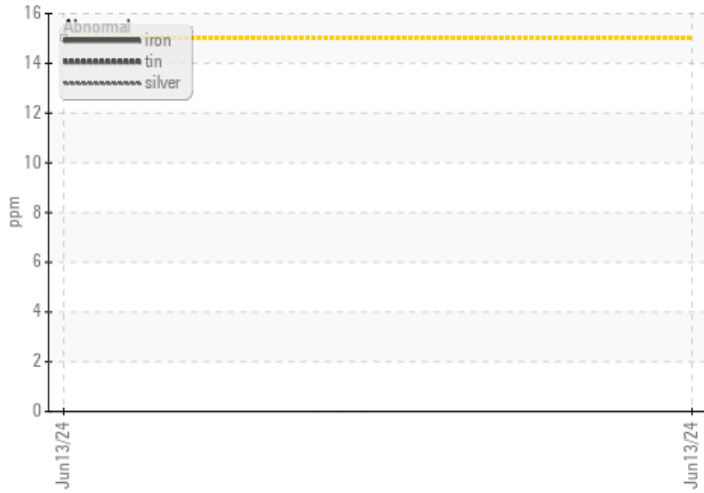 16
Abnormal
iron
tin
silver
14
12
10
8
6
4
2
0
ppm
Jun13/24
Jun13/24